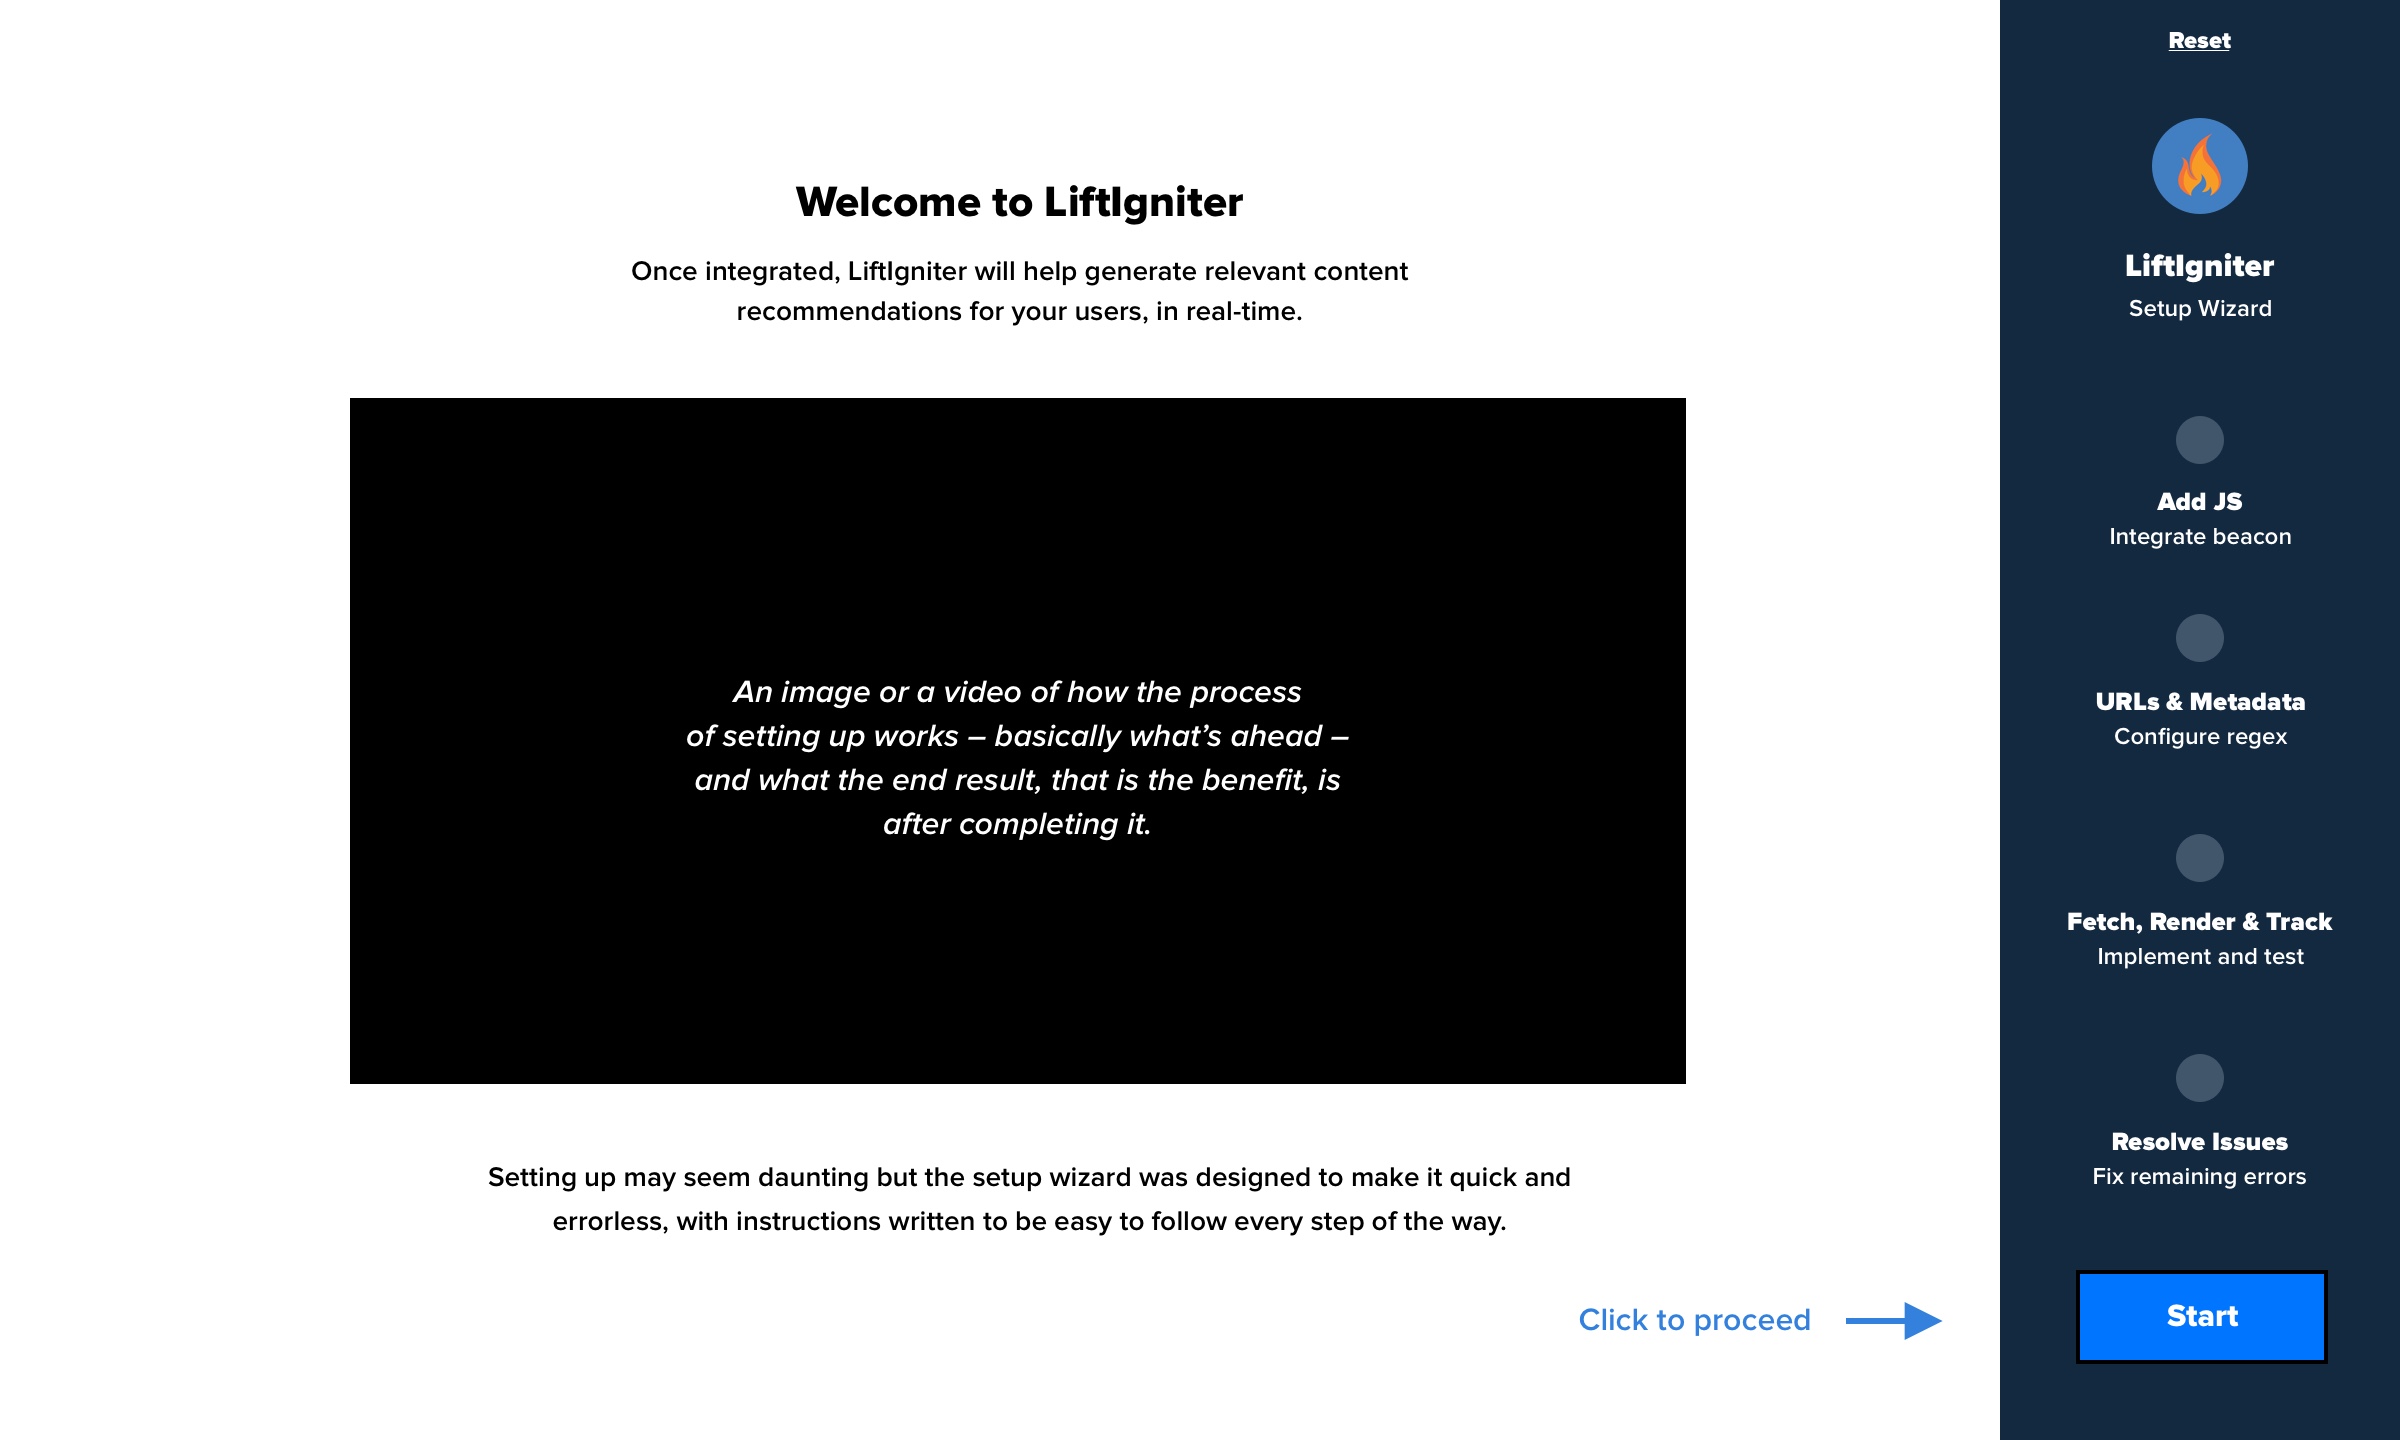 Welcome to LiftIgniter
Once integrated, LiftIgniter will help generate relevant content
recommendations for your users, in real-time.
An image or a video of how the process
of setting up works – basically what’s ahead –
and what the end result, that is the benefit, is
after completing it.
Setting up may seem daunting but the setup wizard was designed to make it quick and
errorless, with instructions written to be easy to follow every step of the way.
Click to proceed
Reset
LiftIgniter
Setup Wizard
Add JS
Integrate beacon
URLs & Metadata
Configure regex
Fetch, Render & Track
Implement and test
Resolve Issues
Fix remaining errors
Start